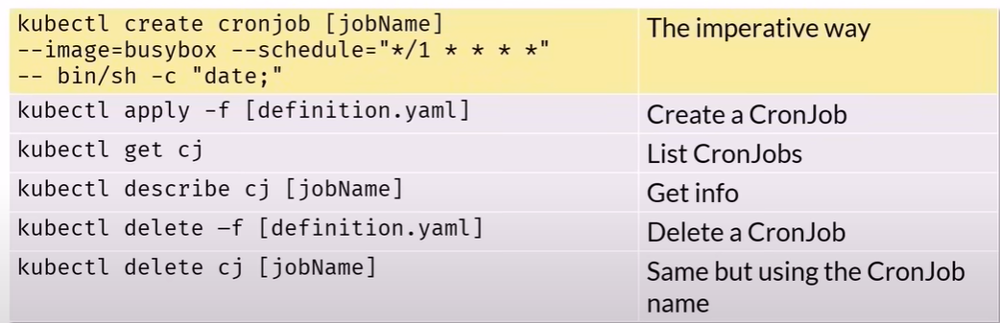 kubectl create cronjob [jobName]
--image=busybox --schedule="*/1 * * * *"
-- bin/sh -c "date;"
The imperative way
kubectl apply -f [definition.yaml]
Create a CronJob
kubectl get cj
List CronJobs
kubectl describe cj [jobName]
Get info
kubectl delete –f [definition.yaml]
Delete a CronJob
kubectl delete cj [jobName]
Same but using the CronJob
name